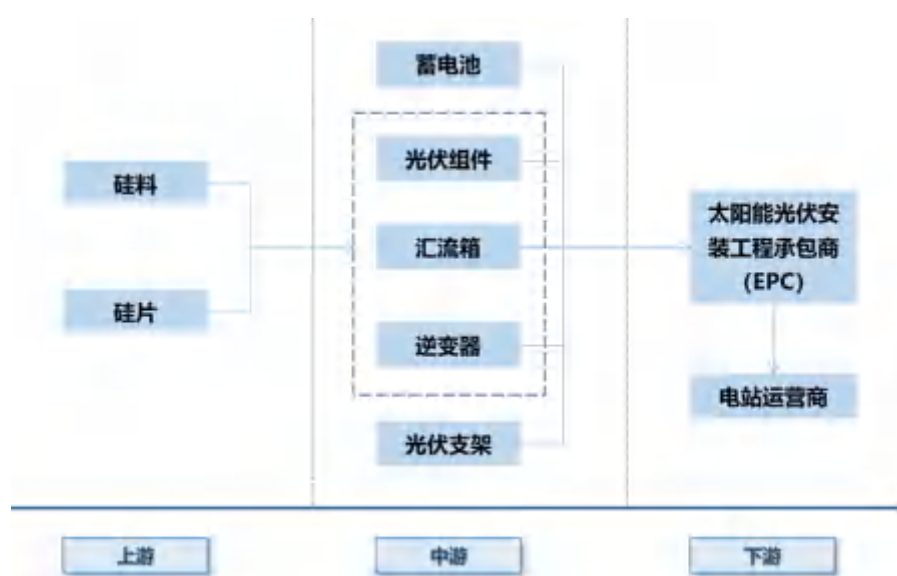 蓄电池
光伏组件
硅料
太阳能光伏安
装工程承包商
(EPC)
汇流箱
硅片
逆变器
电站运营商
光伏支架
上游
中游
下游